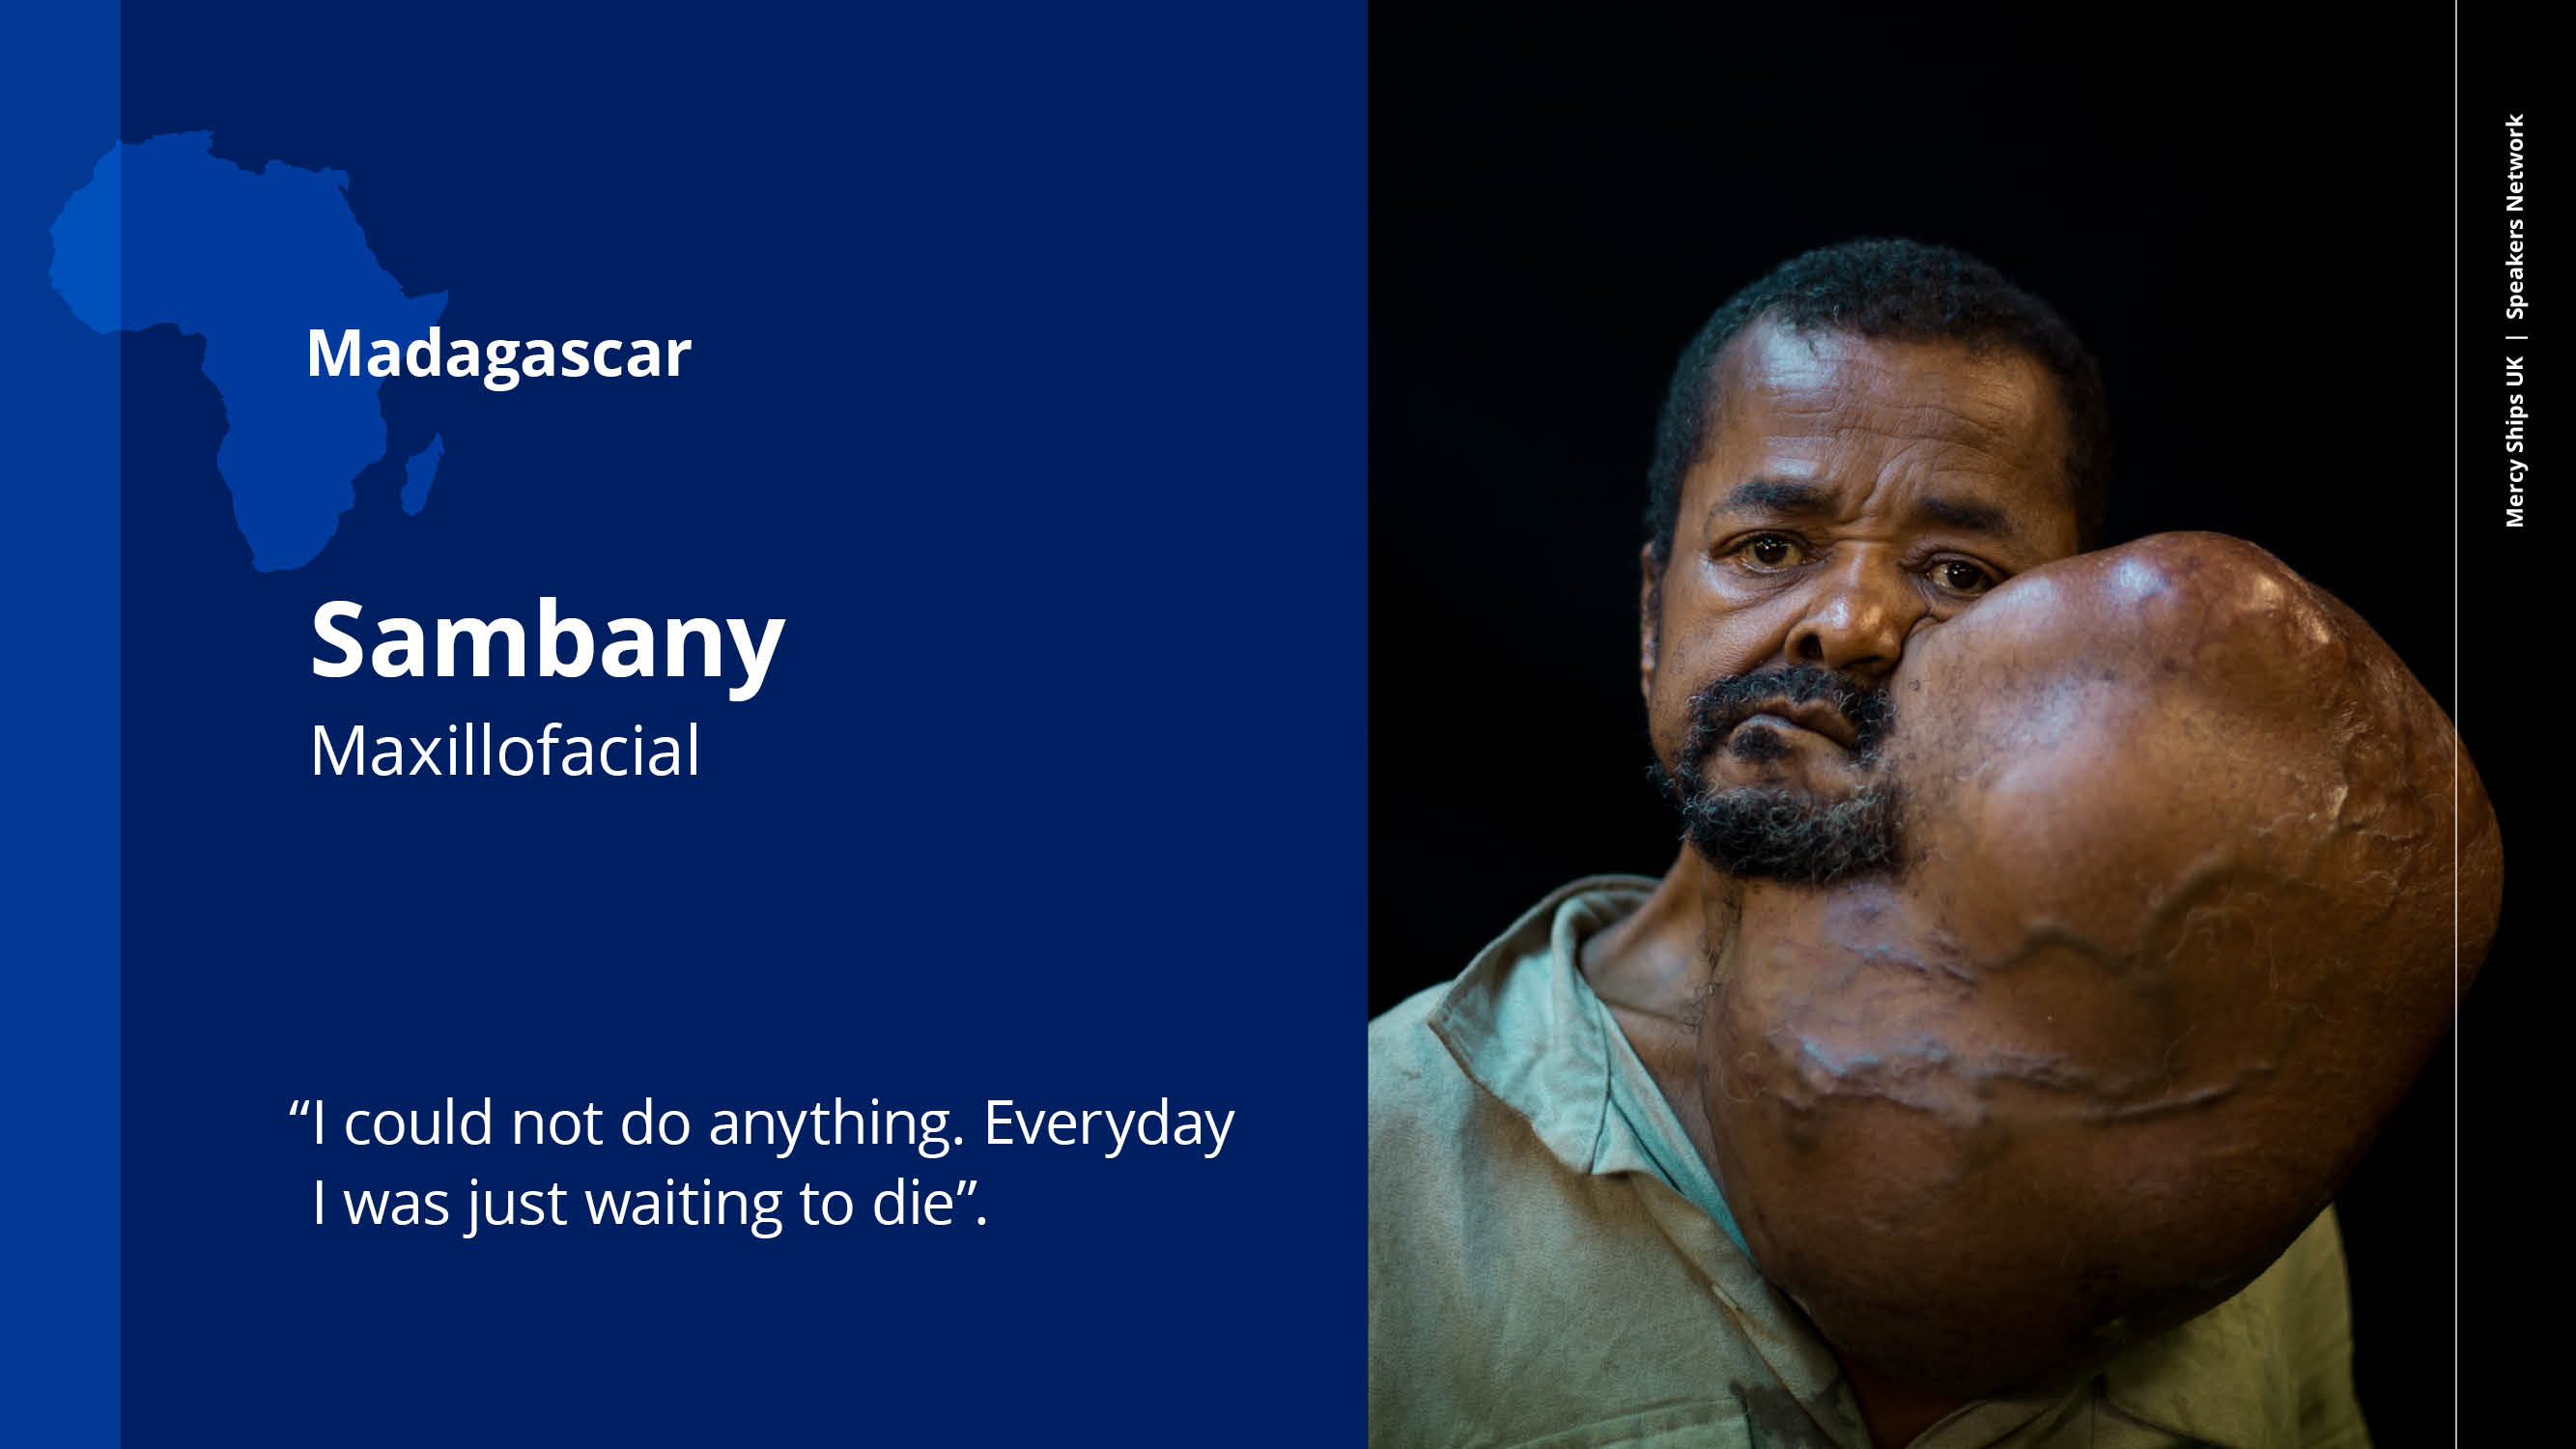 Madagascar
Sambany
Maxillofacial
“I could not do anything. Everyday
I was just waiting to die”.
Mercy Ships UK | Speakers Network